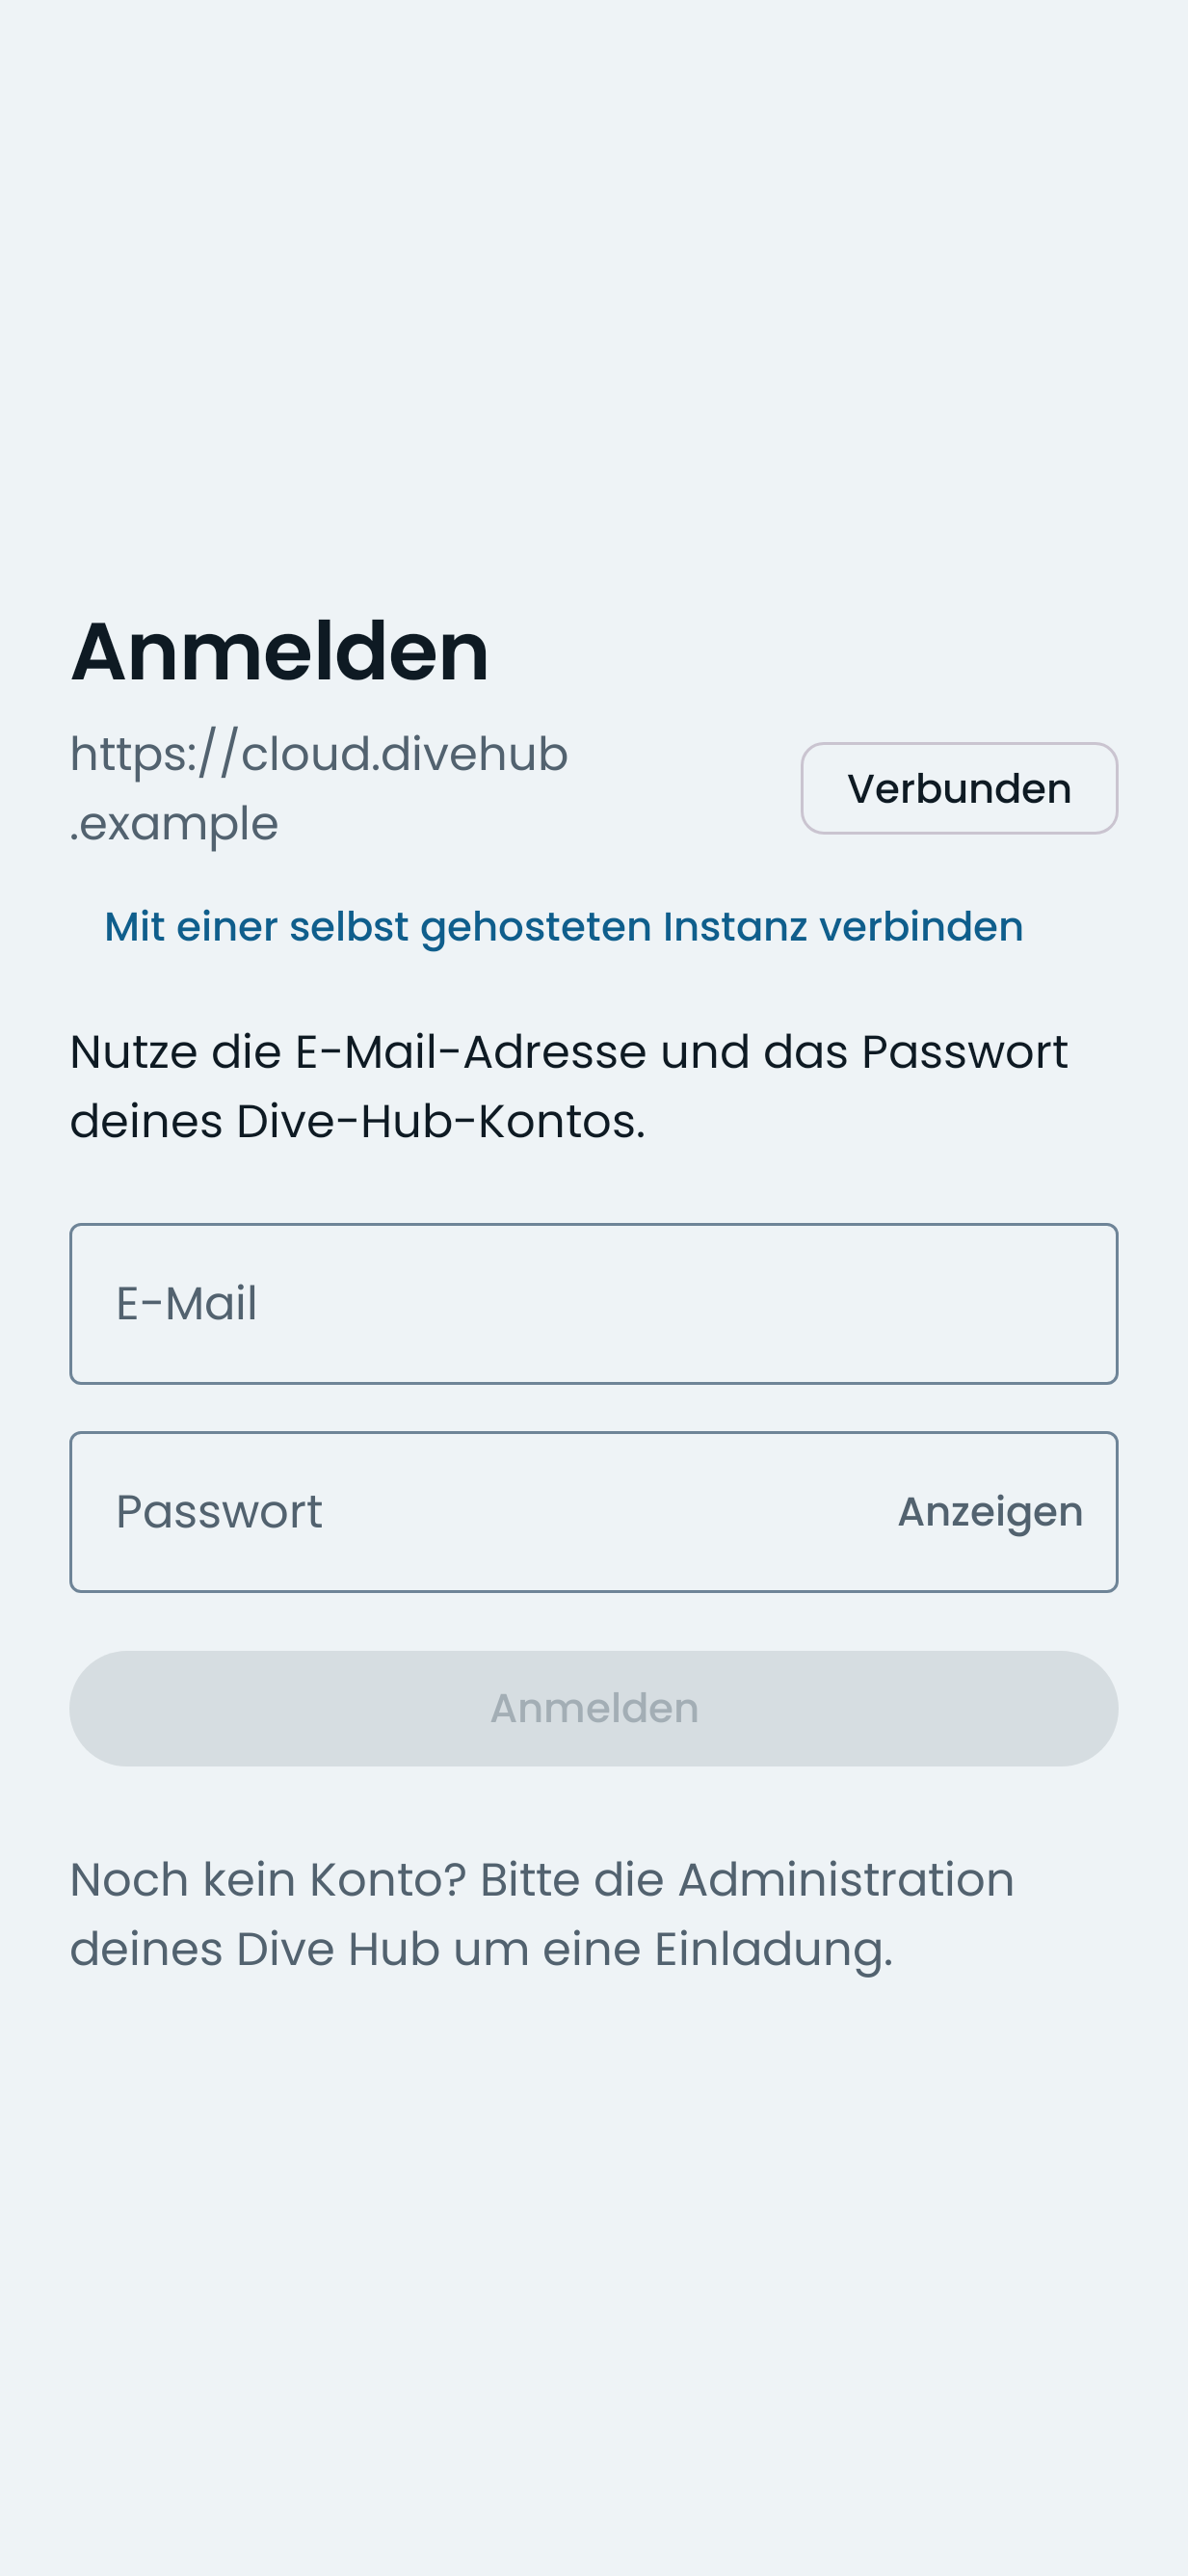 Anmelden
https://cloud.divehub
.example
Verbunden
Mit einer selbst gehosteten Instanz verbinden
Nutze die E-Mail-Adresse und das Passwort
deines Dive-Hub-Kontos.
E-Mail
Passwort
Anzeigen
Anmelden
Noch kein Konto? Bitte die Administration
deines Dive Hub um eine Einladung.